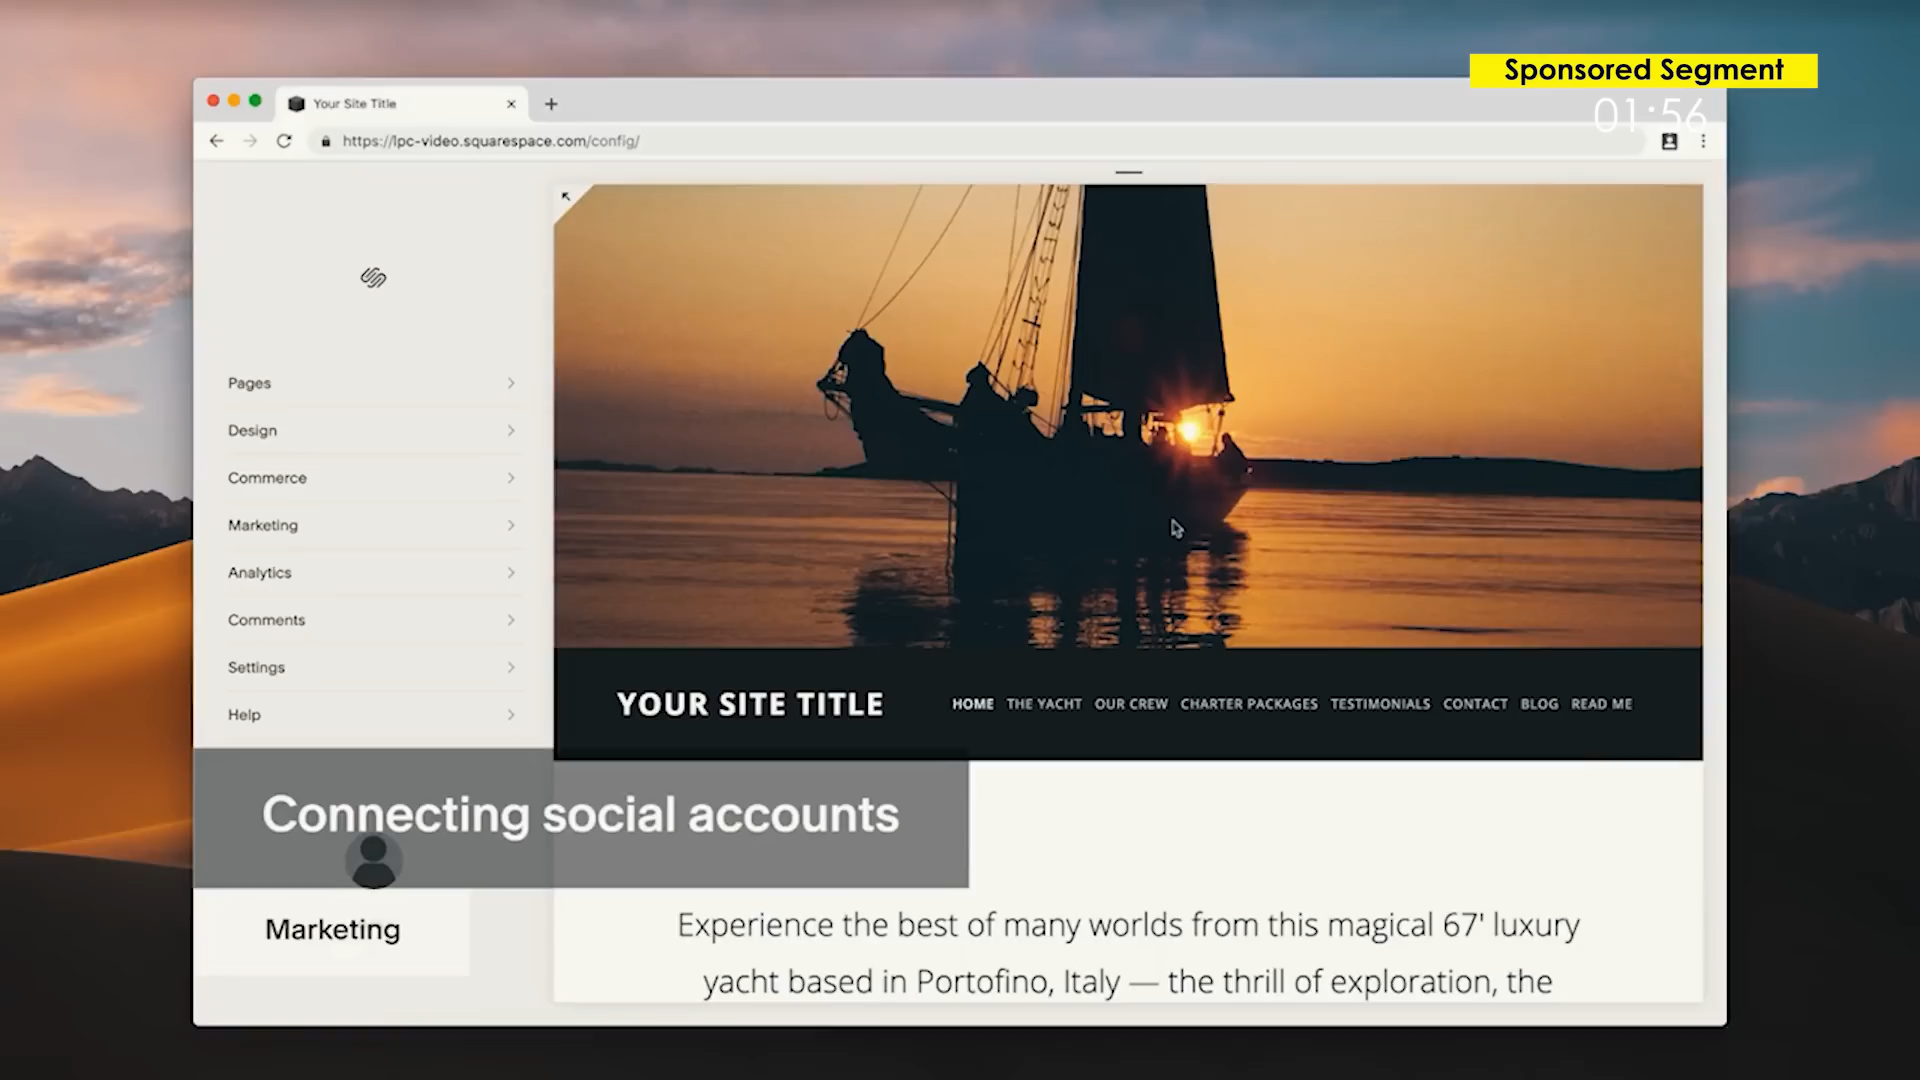 Sponsored Segment
01:56
Your Site Title
https://lpc-video.squarespace.com/config/
Pages
Design
Commerce
Marketing
Analytics
Comments
Settings
Help
YOUR SITE TITLE
HOME THE YACHT OUR CREW CHARTER PACKAGES TESTIMONIALS CONTACT BLOG READ ME
Connecting social accounts
Marketing
Experience the best of many worlds from this magical 67' luxury
yacht based in Portofino, Italy — the thrill of exploration, the